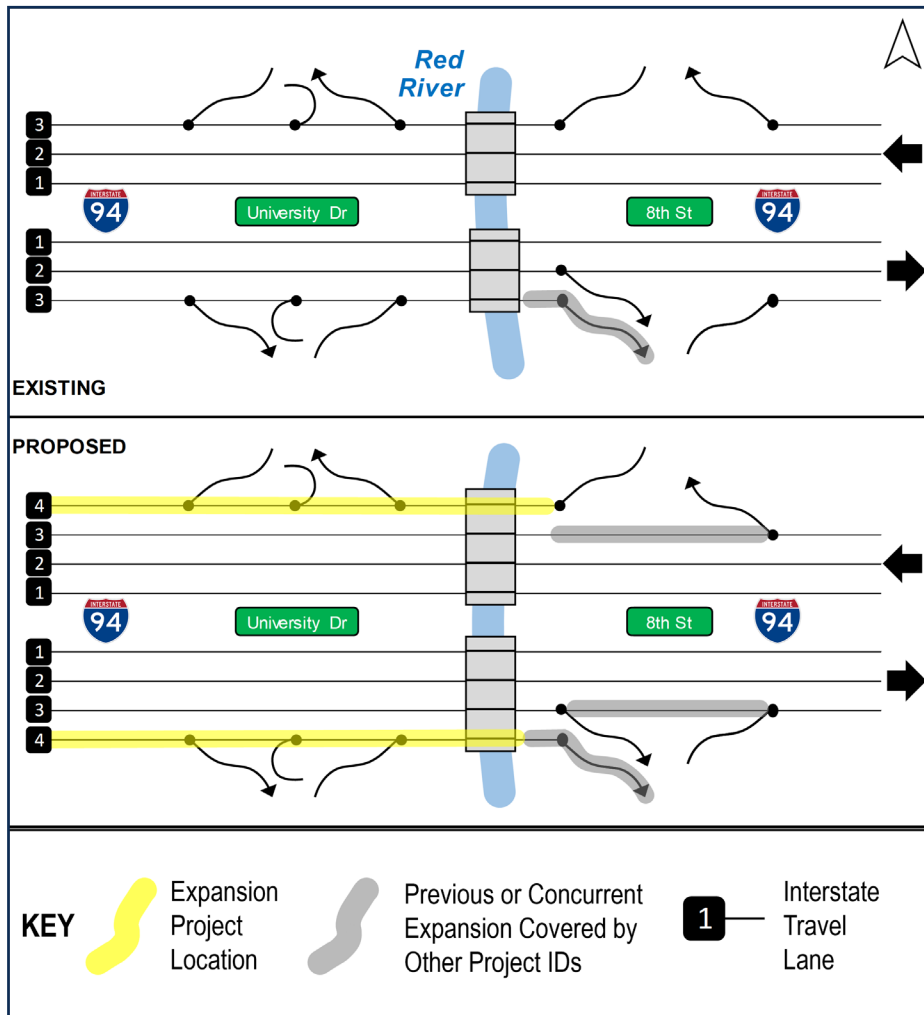 Red
River
3
2
1
INTERSTATE
94
University Dr
8th St
INTERSTATE
94
1
2
3
EXISTING
PROPOSED
4
3
2
1
INTERSTATE
94
University Dr
8th St
INTERSTATE
94
1
2
3
4
KEY
Expansion
Project
Location
Previous or Concurrent
Expansion Covered by
Other Project IDs
1
Interstate
Travel
Lane